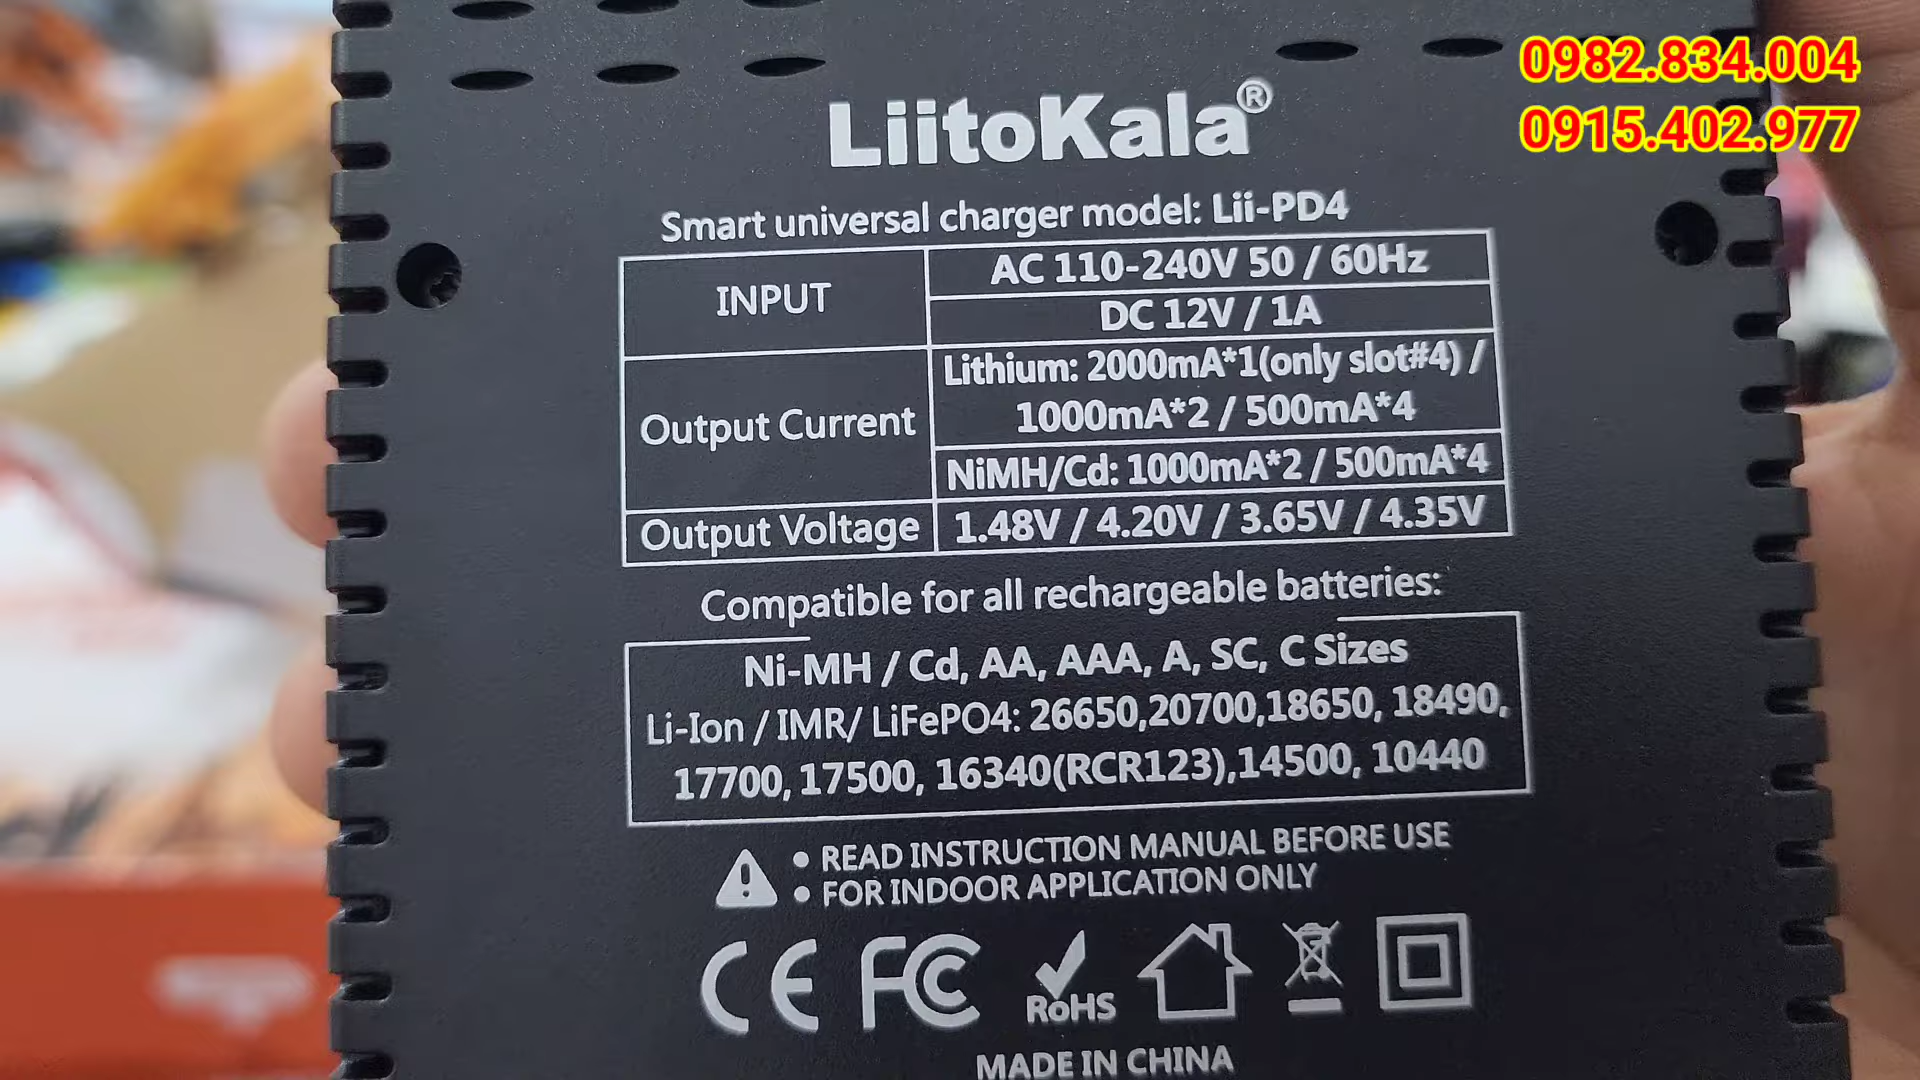 0982.834.004
0915.402.977
LiitoKala®
Smart universal charger model: Lii-PD4
INPUT
AC 110-240V 50 / 60Hz
DC 12V / 1A
Output Current
Lithium: 2000mA*1(only slot#4) /
1000mA*2 / 500mA*4
NiMH/Cd: 1000mA*2 / 500mA*4
Output Voltage
1.48V / 4.20V / 3.65V / 4.35V
Compatible for all rechargeable batteries:
Ni-MH / Cd, AA, AAA, A, SC, C Sizes
Li-Ion / IMR/ LiFePO4: 26650,20700,18650, 18490,
17700, 17500, 16340(RCR123),14500, 10440
• READ INSTRUCTION MANUAL BEFORE USE
• FOR INDOOR APPLICATION ONLY
CE FC RoHS
MADE IN CHINA